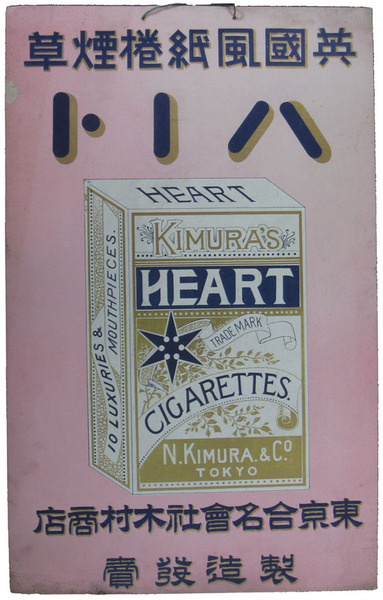 英國風紙捲煙草
ハート
HEART
KIMURA'S
HEART
TRADE MARK
CIGARETTES.
N. KIMURA. & Co
TOKYO
10 LUXURIES &
MOUTHPIECES.
東京合名會社木村商店
製造發賣